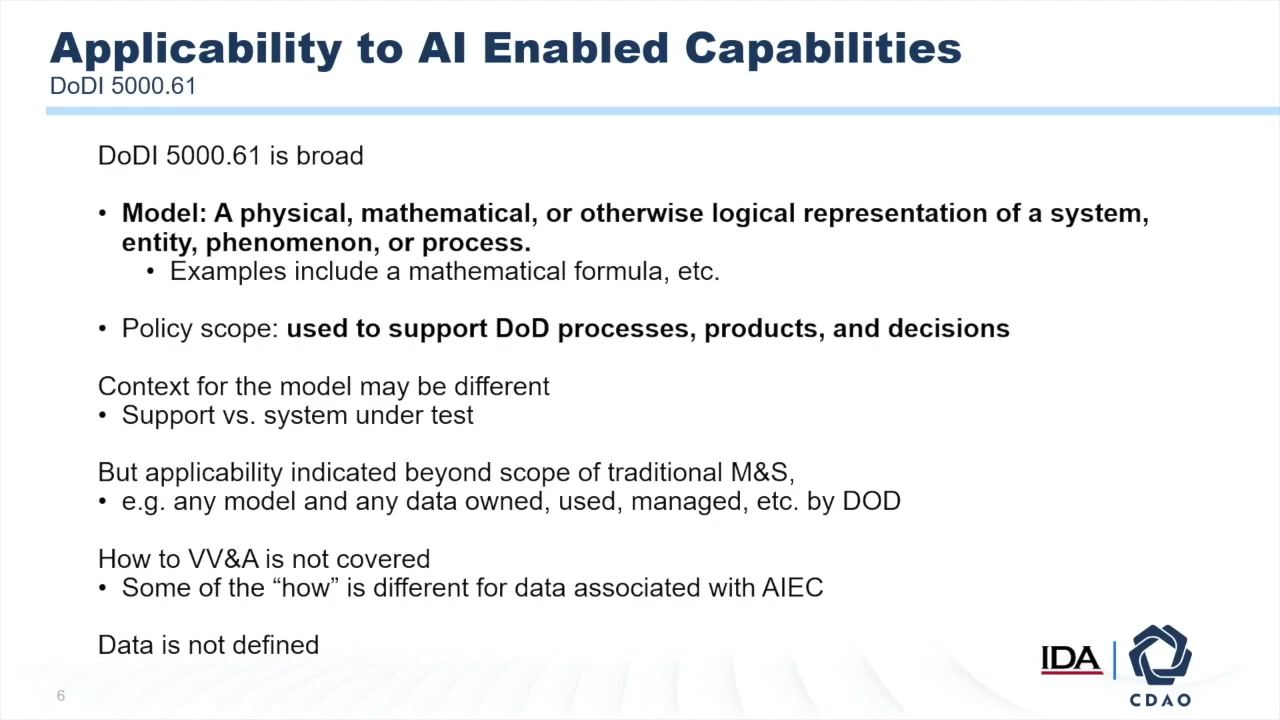 Applicability to AI Enabled Capabilities
DoDI 5000.61
DoDI 5000.61 is broad
• Model: A physical, mathematical, or otherwise logical representation of a system,
entity, phenomenon, or process.
• Examples include a mathematical formula, etc.
• Policy scope: used to support DoD processes, products, and decisions
Context for the model may be different
• Support vs. system under test
But applicability indicated beyond scope of traditional M&S,
• e.g. any model and any data owned, used, managed, etc. by DOD
How to VV&A is not covered
• Some of the “how” is different for data associated with AIEC
Data is not defined
IDA
CDAO
6